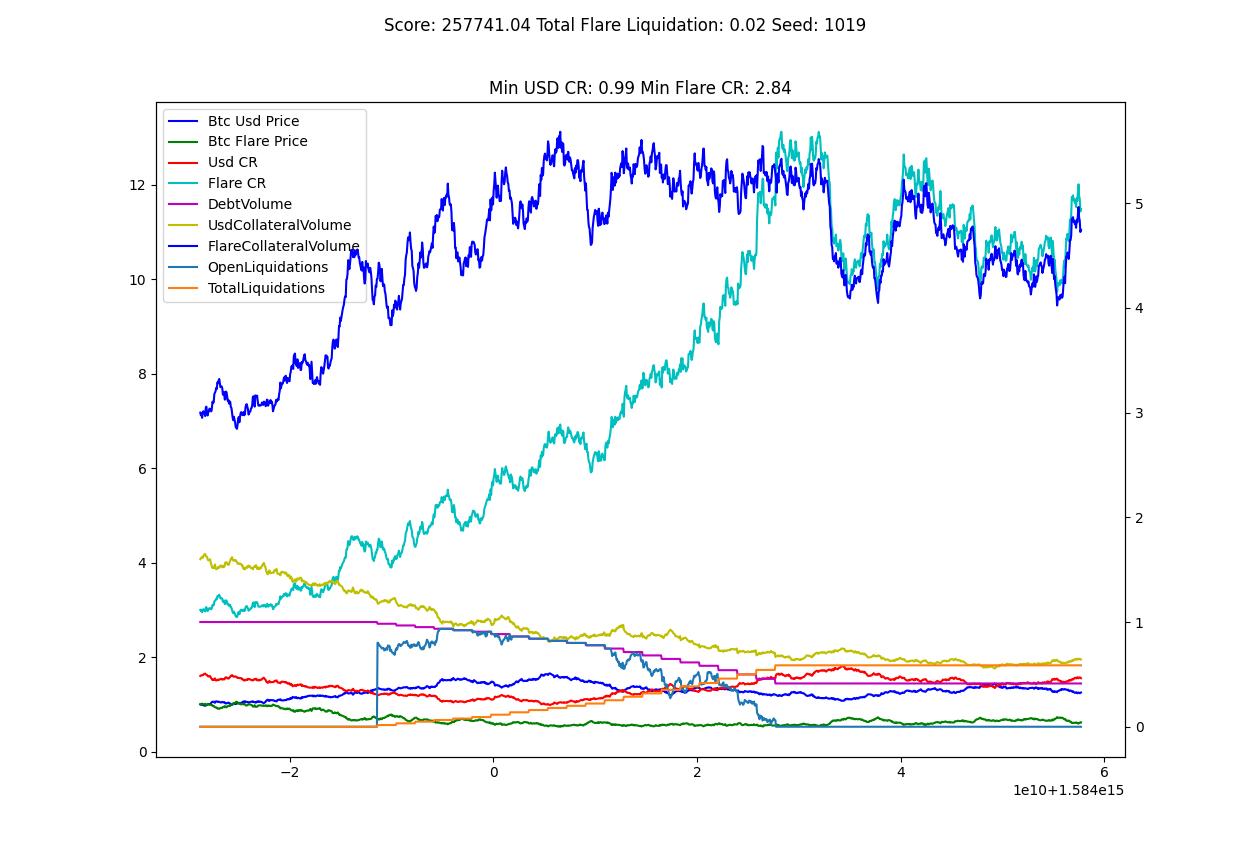 Score: 257741.04 Total Flare Liquidation: 0.02 Seed: 1019
Min USD CR: 0.99 Min Flare CR: 2.84
Btc Usd Price
Btc Flare Price
Usd CR
Flare CR
DebtVolume
UsdCollateralVolume
FlareCollateralVolume
OpenLiquidations
TotalLiquidations
12
10
8
6
4
2
0
5
4
3
2
1
0
−2
0
2
4
6
1e10+1.584e15